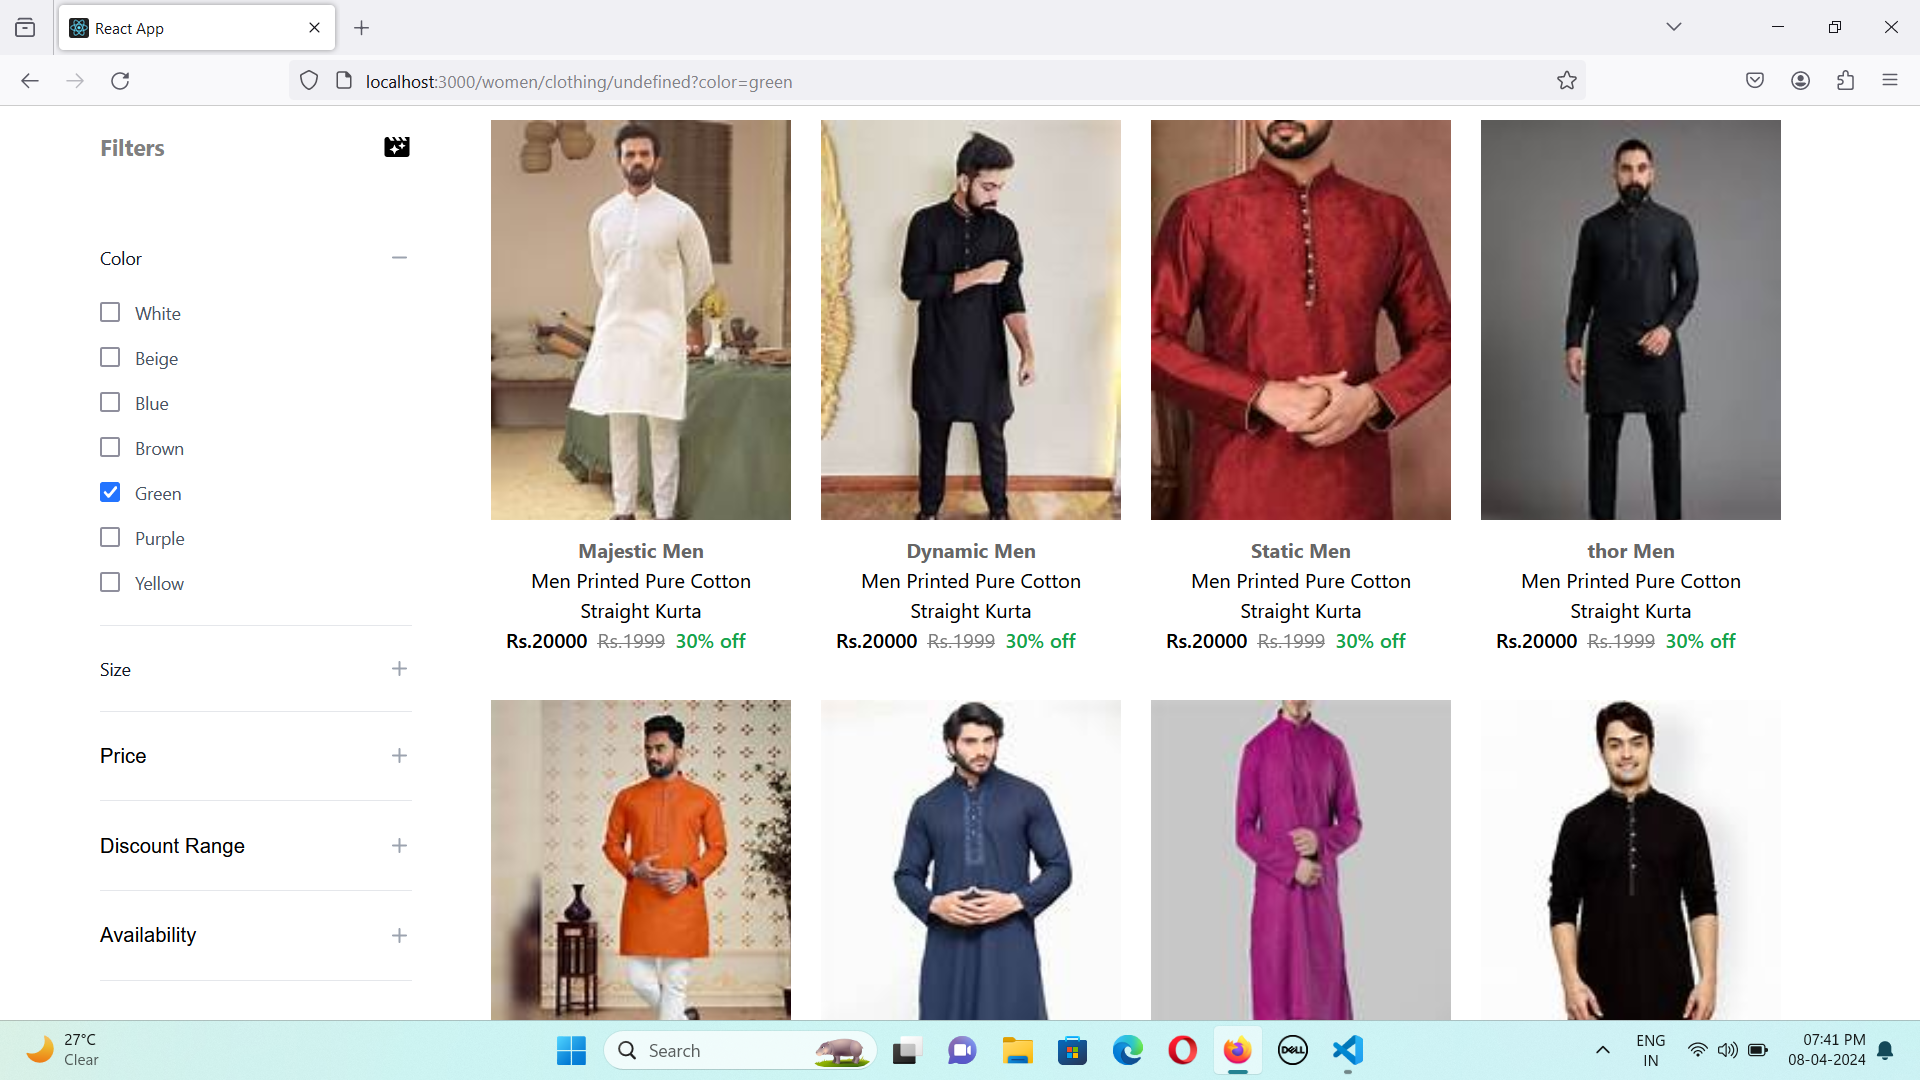 React App
localhost:3000/women/clothing/undefined?color=green
Filters
Color
White
Beige
Blue
Brown
Green
Purple
Yellow
Size
Price
Discount Range
Availability
Majestic Men
Men Printed Pure Cotton
Straight Kurta
Rs.20000 Rs.1999 30% off
Dynamic Men
Men Printed Pure Cotton
Straight Kurta
Rs.20000 Rs.1999 30% off
Static Men
Men Printed Pure Cotton
Straight Kurta
Rs.20000 Rs.1999 30% off
thor Men
Men Printed Pure Cotton
Straight Kurta
Rs.20000 Rs.1999 30% off
27°C
Clear
Search
DELL
ENG
IN
07:41 PM
08-04-2024